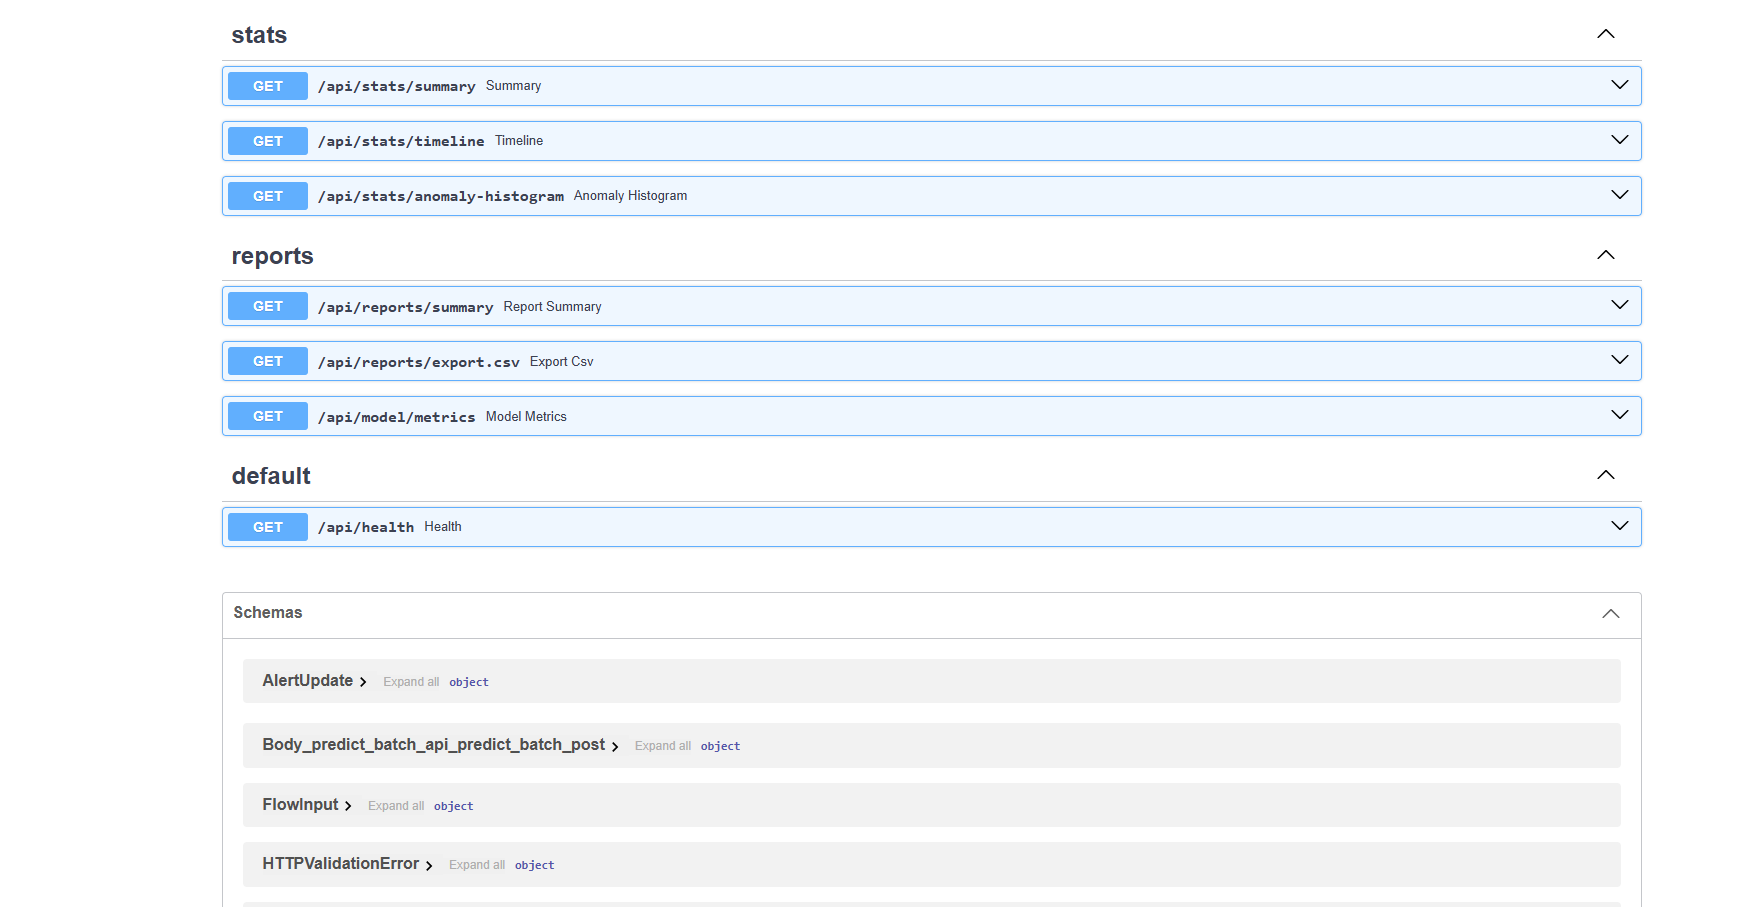 stats
GET /api/stats/summary Summary
GET /api/stats/timeline Timeline
GET /api/stats/anomaly-histogram Anomaly Histogram
reports
GET /api/reports/summary Report Summary
GET /api/reports/export.csv Export Csv
GET /api/model/metrics Model Metrics
default
GET /api/health Health
Schemas
AlertUpdate Expand all object
Body_predict_batch_api_predict_batch_post Expand all object
FlowInput Expand all object
HTTPValidationError Expand all object